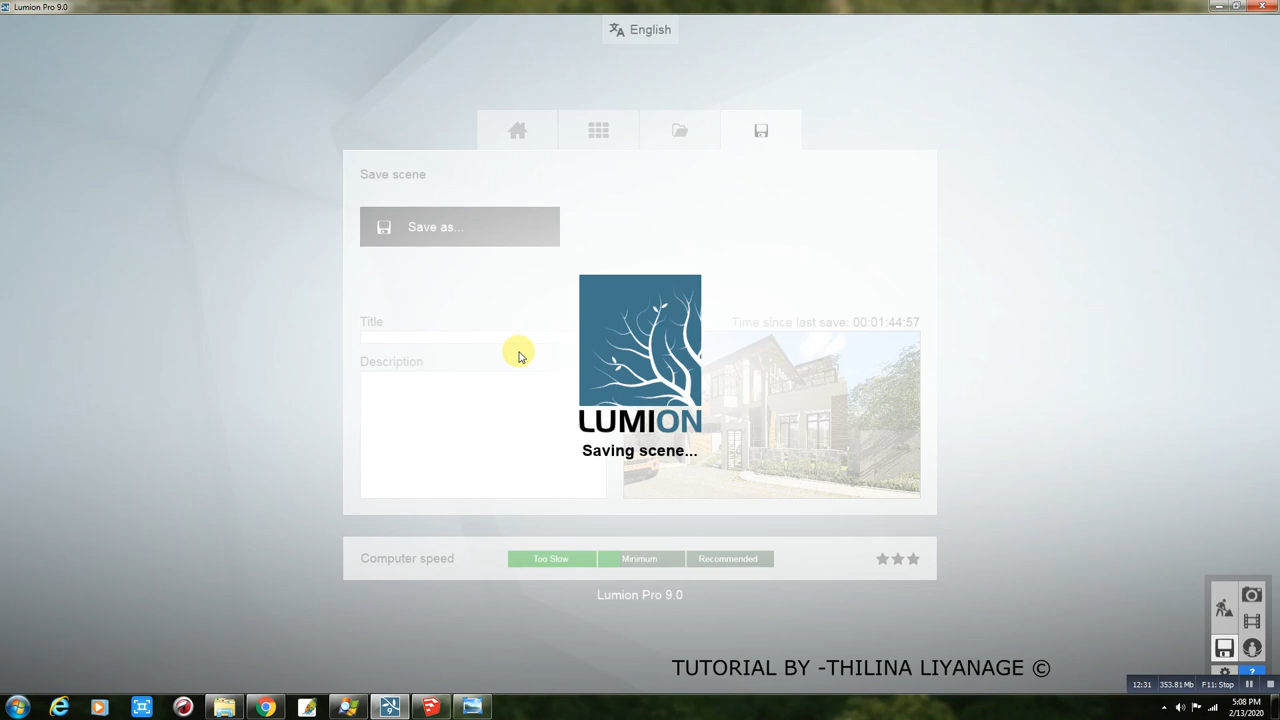 Lumion Pro 9.0
English
Save scene
Save as...
Title
Time since last save: 00:01:44:57
Description
LUMION
Saving scene...
Computer speed
Too Slow
Minimum
Recommended
Lumion Pro 9.0
TUTORIAL BY -THILINA LIYANAGE ©
12:31 353.81 Mb F11: Stop
5:08 PM
2/13/2020